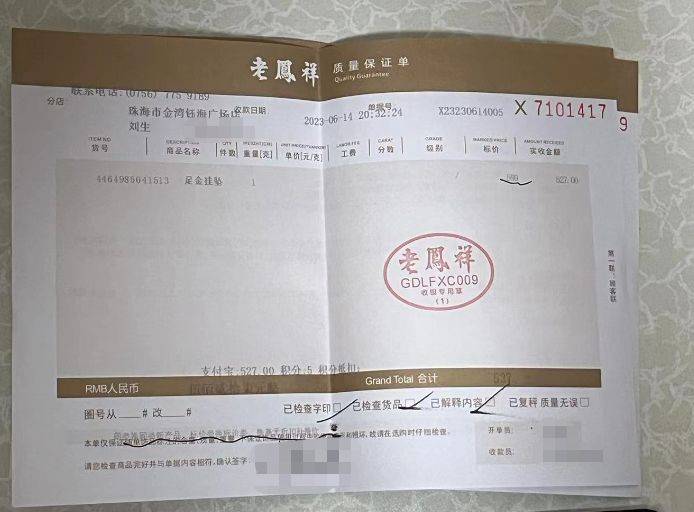 老鳳祥 质量保证单
Quality Guarantee
联系电话:(0756) 775 9189
分店
珠海市金湾钰海广场店 收款日期 2023-06-14 20:32:24 单据号 X23230614005 X 7101417 9
刘生
ITEM NO 货号 DESCRIPTION 商品名称 QTY 件数 重量[克] 单价[元/克] 工费 CARAT 分数 GRADE 级别 MARKED PRICE 标价 AMOUNT RECEIVED 实收金额
4464985041513 足金挂坠 1 / 527.00
老鳳祥
GDLFXC009
收银专用章
(1)
第一联：顾客联
支付宝:527.00 积分:5 积分抵扣:
RMB人民币 Grand Total 合计
圈号从 # 改 # 已检查字印 已检查货品 已解释内容 已复秤 质量无误
开单员:
请您检查商品完好并与单据内容相符,确认签字:
收款员: